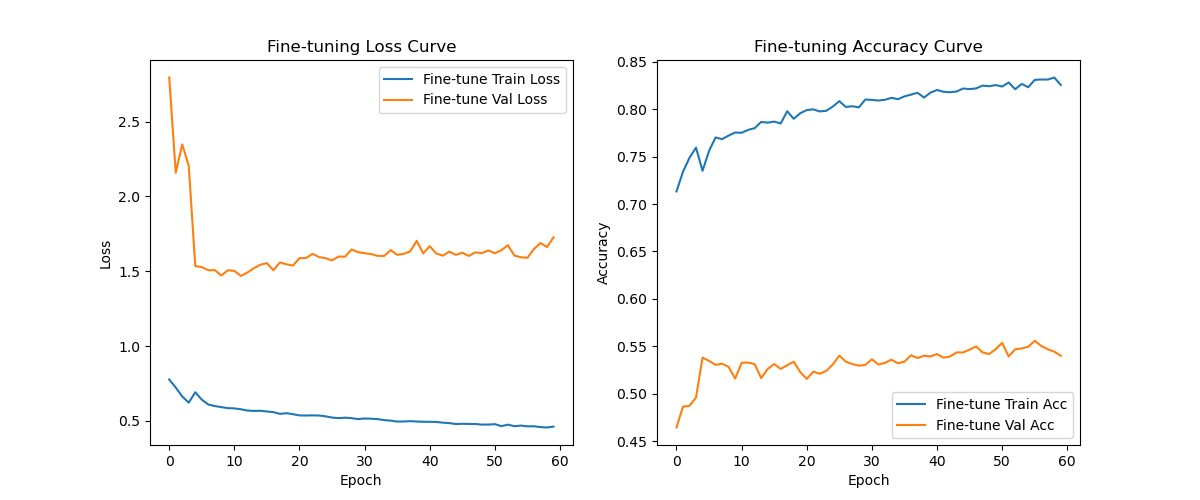 Fine-tuning Loss Curve
Fine-tune Train Loss
Fine-tune Val Loss
2.5
2.0
1.5
1.0
0.5
Loss
0 10 20 30 40 50 60
Epoch
Fine-tuning Accuracy Curve
0.85
0.80
0.75
0.70
0.65
0.60
0.55
0.50
0.45
Accuracy
Fine-tune Train Acc
Fine-tune Val Acc
0 10 20 30 40 50 60
Epoch